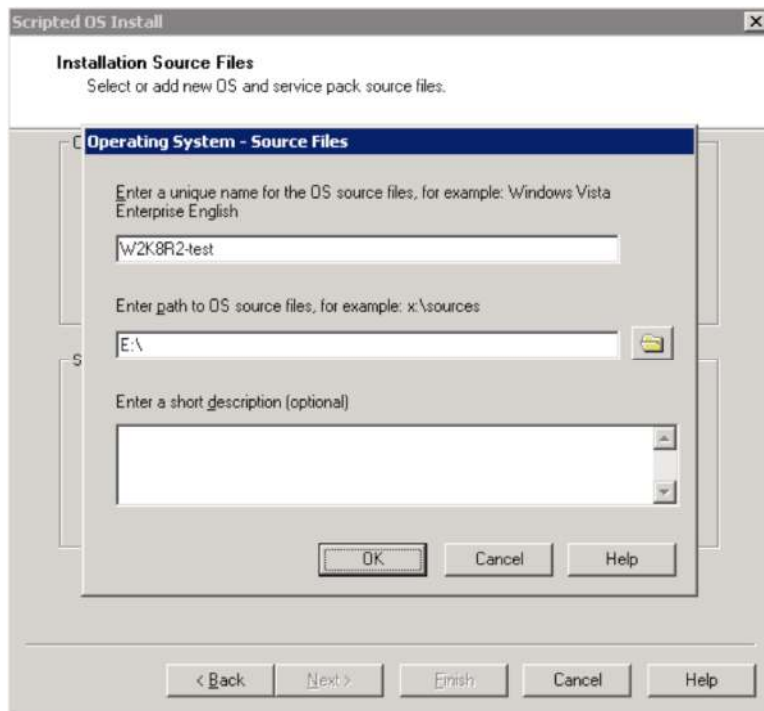 Scripted OS Install
Installation Source Files
Select or add new OS and service pack source files.
Operating System - Source Files
Enter a unique name for the OS source files, for example: Windows Vista
Enterprise English
W2K8R2-test
Enter path to OS source files, for example: x:\sources
E:\
Enter a short description (optional)
OK Cancel Help
< Back Next > Finish Cancel Help